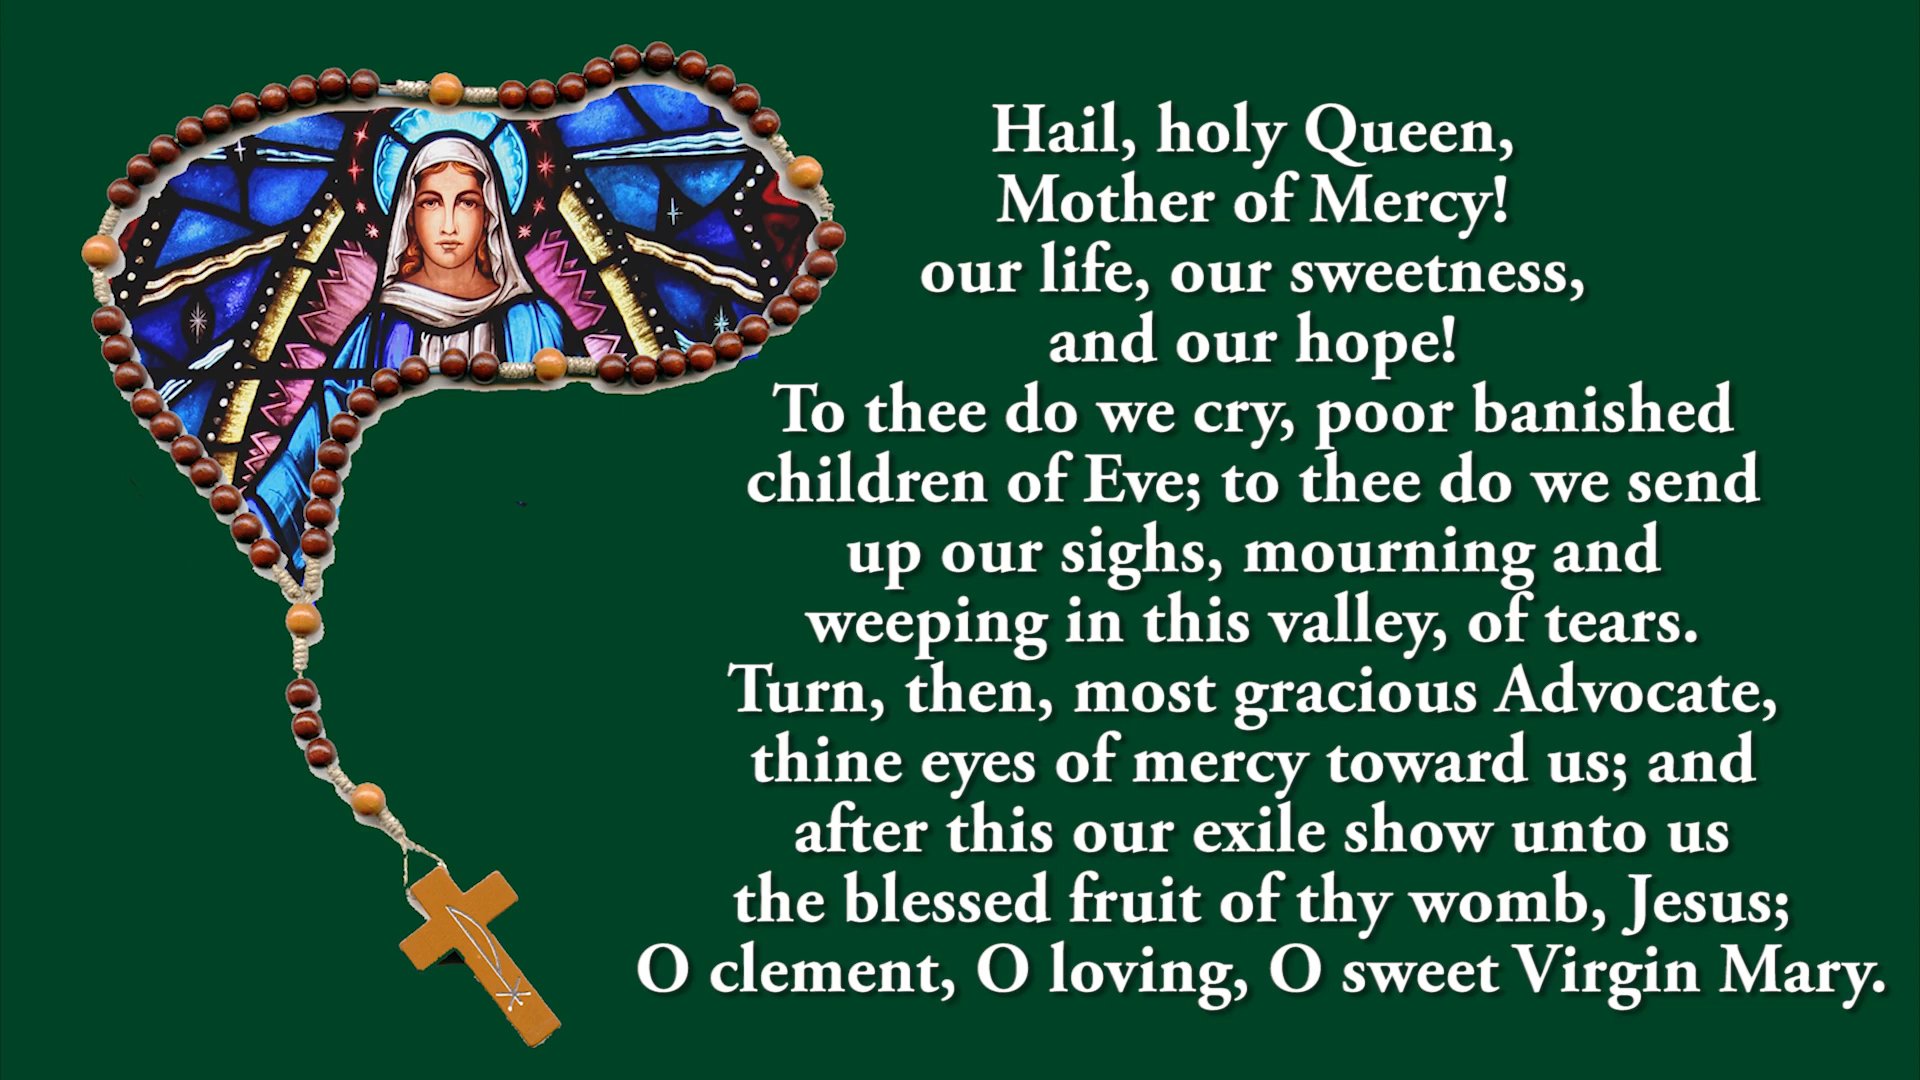 Hail, holy Queen,
Mother of Mercy!
our life, our sweetness,
and our hope!
To thee do we cry, poor banished
children of Eve; to thee do we send
up our sighs, mourning and
weeping in this valley, of tears.
Turn, then, most gracious Advocate,
thine eyes of mercy toward us; and
after this our exile show unto us
the blessed fruit of thy womb, Jesus;
O clement, O loving, O sweet Virgin Mary.